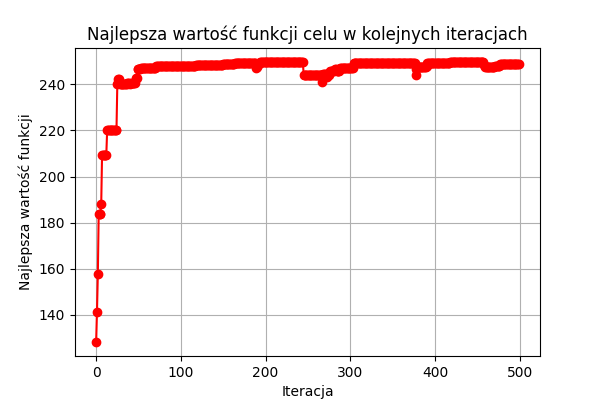 Najlepsza wartość funkcji celu w kolejnych iteracjach
Najlepsza wartość funkcji
240
220
200
180
160
140
0 100 200 300 400 500
Iteracja